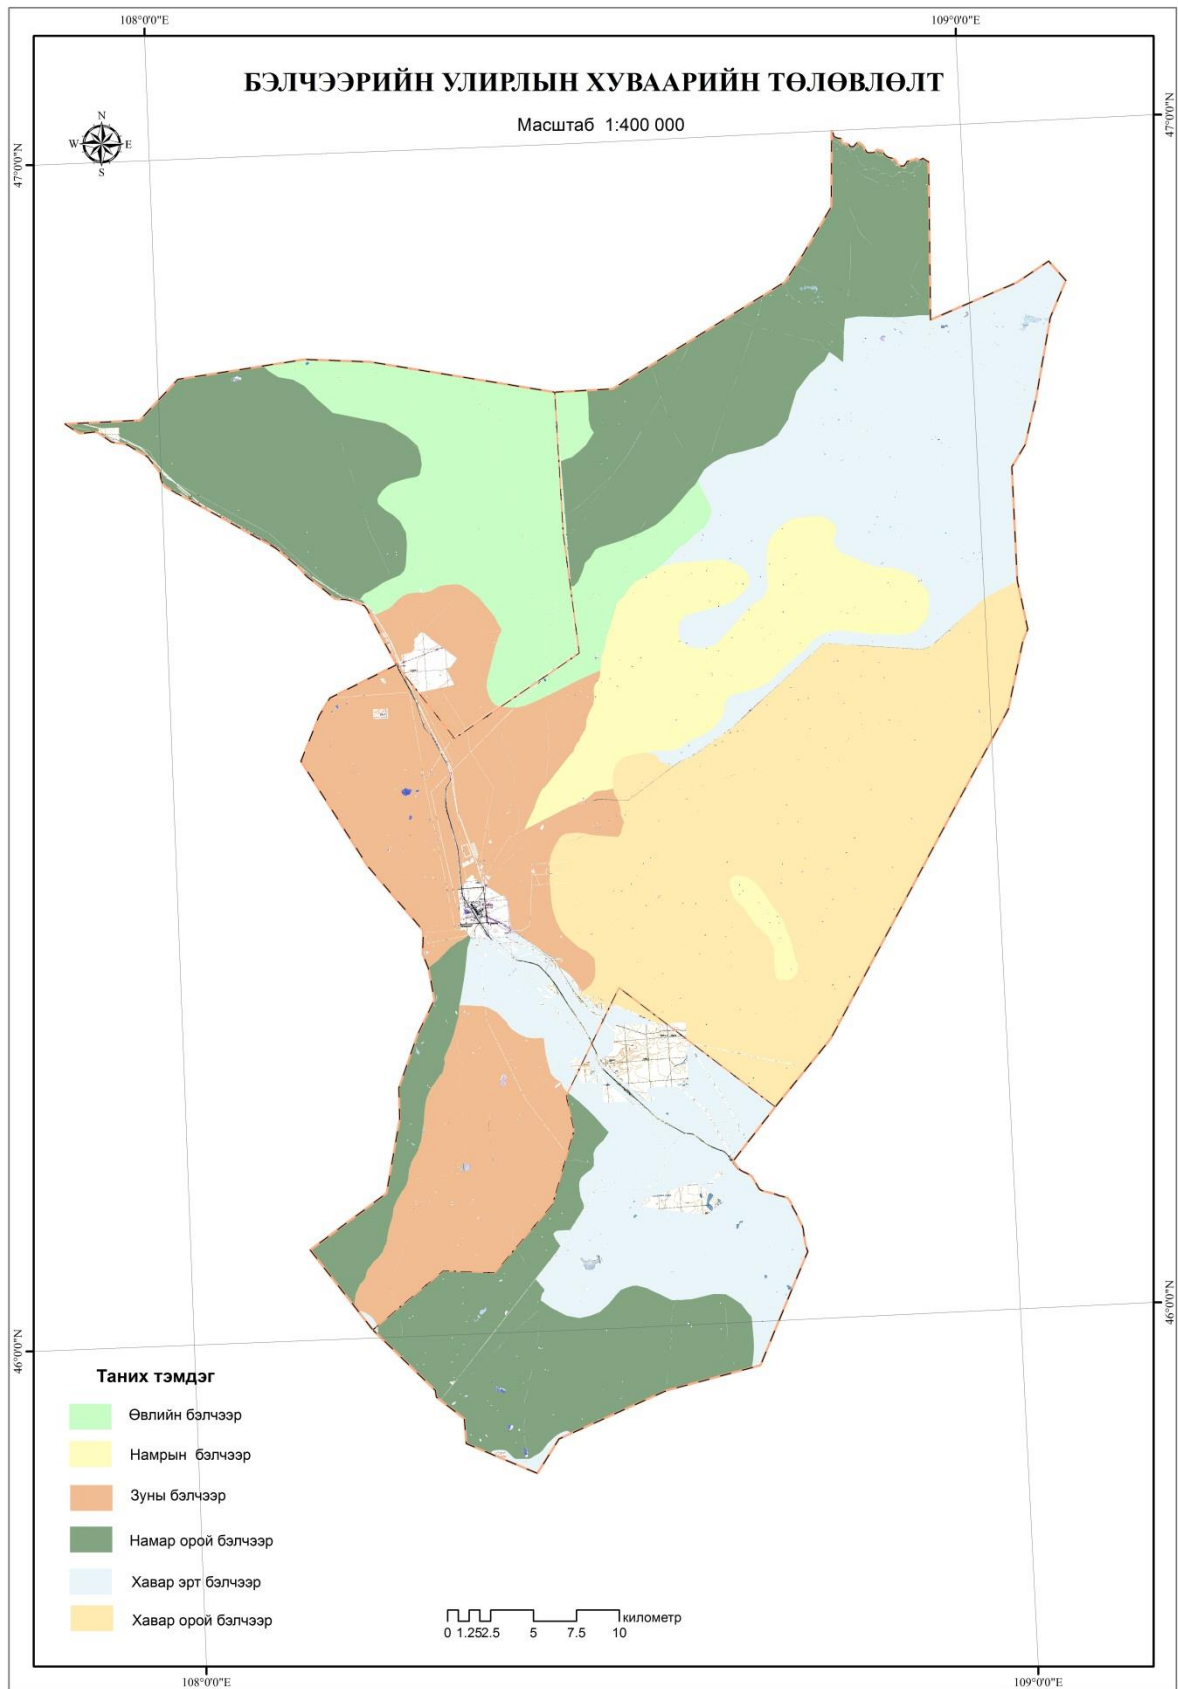 108°0'0"E
109°0'0"E
БЭЛЧЭЭРИЙН УЛИРЛЫН ХУВААРИЙН ТӨЛӨВЛӨЛТ
Масштаб 1:400 000
N
W E
S
47°0'0"N
47°0'0"N
46°0'0"N
46°0'0"N
Таних тэмдэг
Өвлийн бэлчээр
Намрын бэлчээр
Зуны бэлчээр
Намар орой бэлчээр
Хавар эрт бэлчээр
Хавар орой бэлчээр
километр
0 1.25 2.5 5 7.5 10
108°0'0"E
109°0'0"E